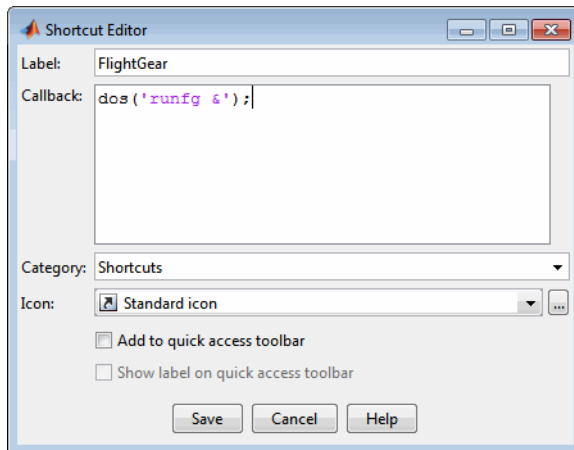 Shortcut Editor
Label: FlightGear
Callback: dos('runfg &');
Category: Shortcuts
Icon: Standard icon ...
Add to quick access toolbar
Show label on quick access toolbar
Save Cancel Help